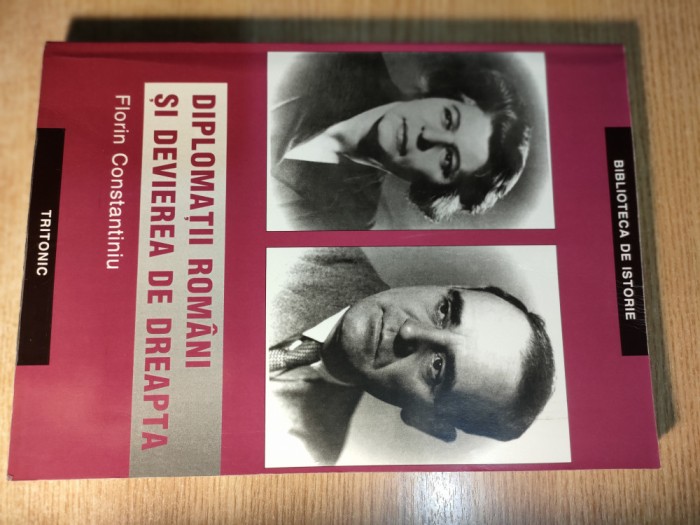 BIBLIOTECA DE ISTORIE
DIPLOMAȚII ROMÂNI
ȘI DEVIEREA DE DREAPTA
Florin Constantiniu
TRITONIC